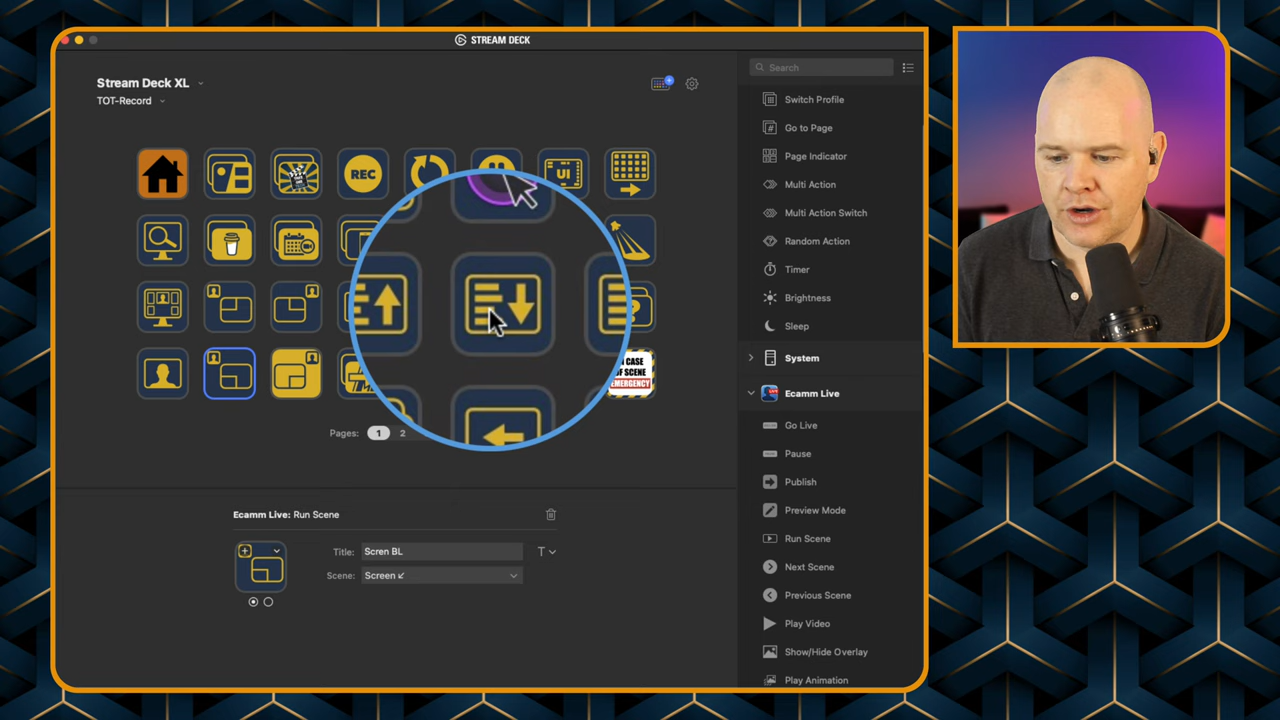 STREAM DECK
Stream Deck XL
TOT-Record
Search
Switch Profile
Go to Page
Page Indicator
Multi Action
Multi Action Switch
Random Action
Timer
Brightness
Sleep
System
Ecamm Live
Go Live
Pause
Publish
Preview Mode
Run Scene
Next Scene
Previous Scene
Play Video
Show/Hide Overlay
Play Animation
REC
UI
?
CASE
OF SCENE
EMERGENCY
Pages: 1 2
Ecamm Live: Run Scene
Title: Scren BL
T
Scene: Screen ↙